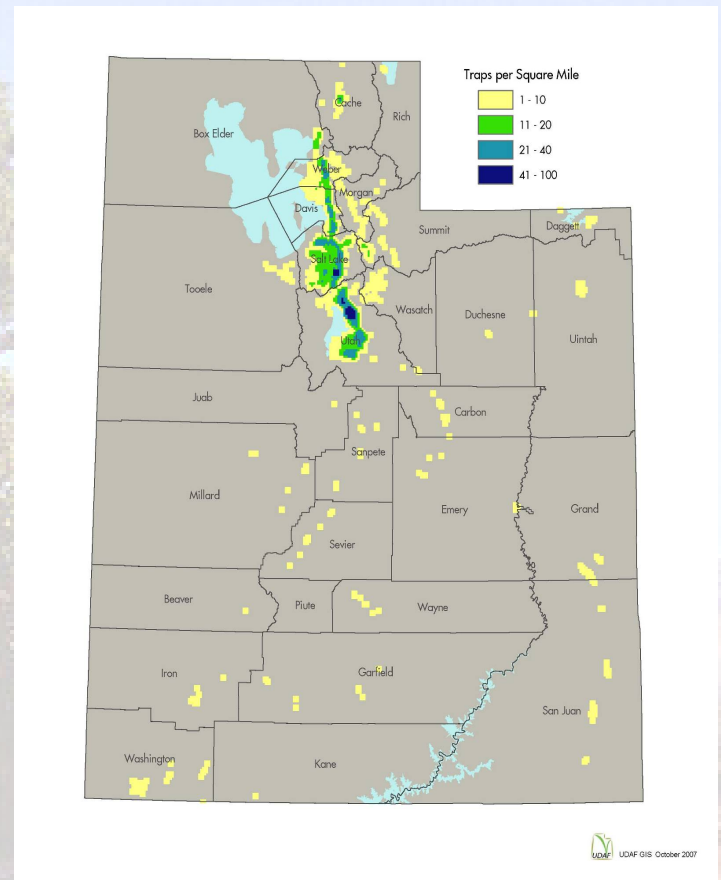 Traps per Square Mile
1 - 10
11 - 20
21 - 40
41 - 100
Cache
Rich
Box Elder
Weber
Morgan
Davis
Summit
Daggett
Salt Lake
Tooele
Wasatch
Duchesne
Uintah
Utah
Juab
Carbon
Sanpete
Millard
Emery
Grand
Sevier
Beaver
Piute
Wayne
Iron
Garfield
San Juan
Washington
Kane
UDAF
UDAF GIS October 2007